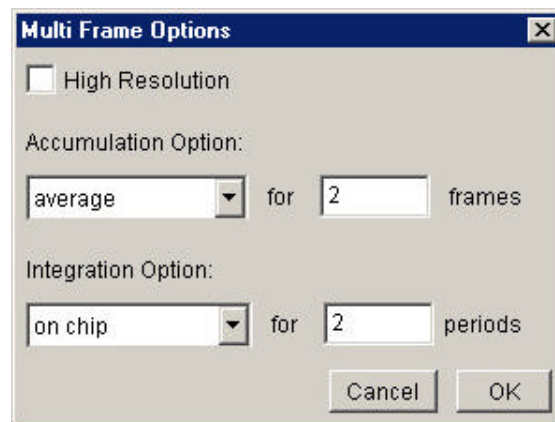 Multi Frame Options
High Resolution
Accumulation Option:
average for 2 frames
Integration Option:
on chip for 2 periods
Cancel OK